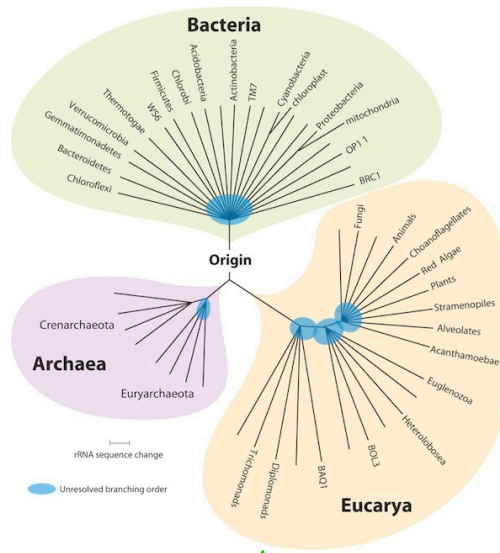 Bacteria
Chloroflexi
Bacteroidetes
Gemmatimonadetes
Verrucomicrobia
Thermotogae
WS6
Firmicutes
Chlorobi
Acidobacteria
Actinobacteria
TM7
Cyanobacteria
chloroplast
Proteobacteria
mitochondria
OP11
BRC1
Origin
Fungi
Animals
Choanoflagellates
Red Algae
Plants
Stramenopiles
Alveolates
Acanthamoebae
Euglenozoa
Heterolobosea
BOL3
BAQ1
Diplomonads
Trichomonads
Eucarya
Crenarchaeota
Archaea
Euryarchaeota
rRNA sequence change
Unresolved branching order